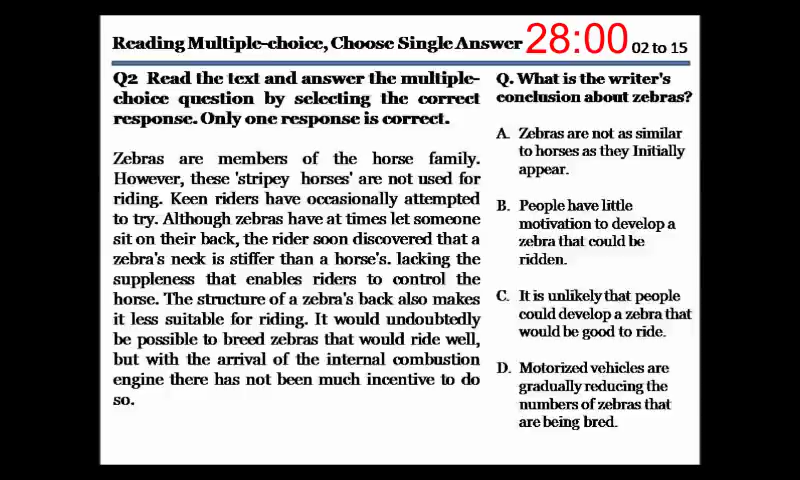 Reading Multiple-choice, Choose Single Answer 28:00 02 to 15
Q2 Read the text and answer the multiple-
choice question by selecting the correct
response. Only one response is correct.
Zebras are members of the horse family.
However, these 'stripey horses' are not used for
riding. Keen riders have occasionally attempted
to try. Although zebras have at times let someone
sit on their back, the rider soon discovered that a
zebra's neck is stiffer than a horse's. lacking the
suppleness that enables riders to control the
horse. The structure of a zebra's back also makes
it less suitable for riding. It would undoubtedly
be possible to breed zebras that would ride well,
but with the arrival of the internal combustion
engine there has not been much incentive to do
so.
Q. What is the writer's
conclusion about zebras?
A. Zebras are not as similar
to horses as they Initially
appear.
B. People have little
motivation to develop a
zebra that could be
ridden.
C. It is unlikely that people
could develop a zebra that
would be good to ride.
D. Motorized vehicles are
gradually reducing the
numbers of zebras that
are being bred.